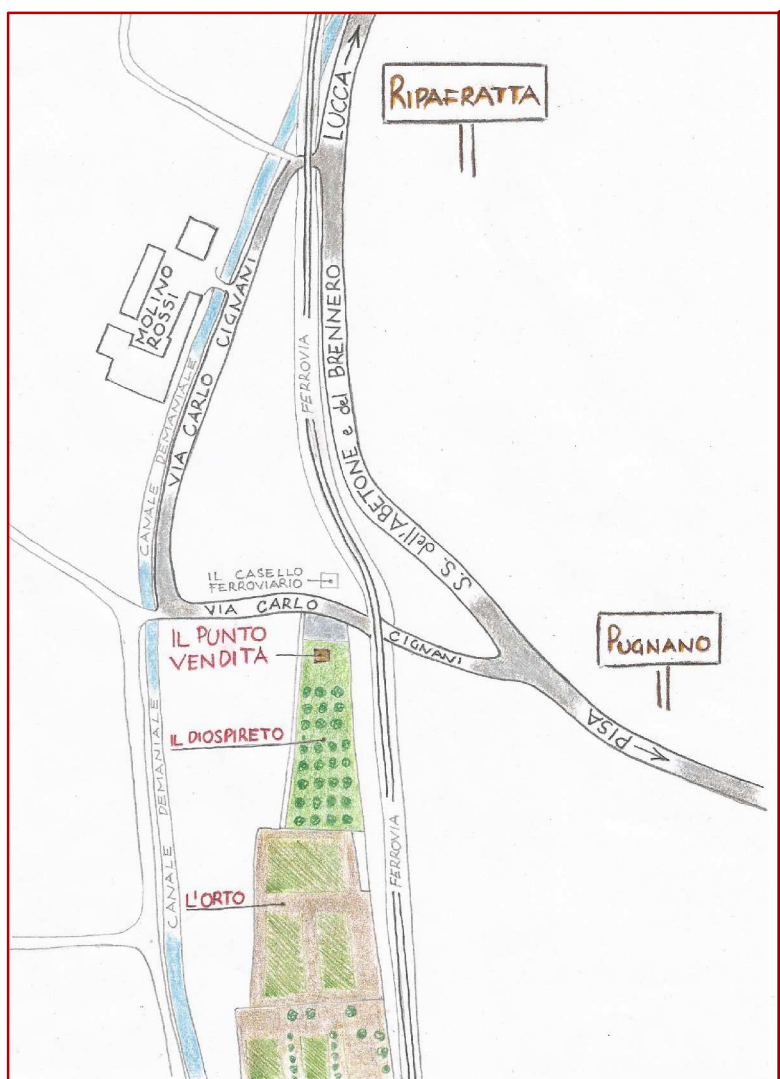 LUCCA →
RIPAFRATTA
MOLINO
ROSSI
VIA CARLO CIGNANI
CANALE DEMANIALE
FERROVIA
S.S. dell'ABETONE e del BRENNERO
IL CASELLO
FERROVIARIO
VIA CARLO
CIGNANI
IL PUNTO
VENDITA
PUGNANO
← PISA
IL DIOSPIRETO
CANALE DEMANIALE
FERROVIA
L'ORTO